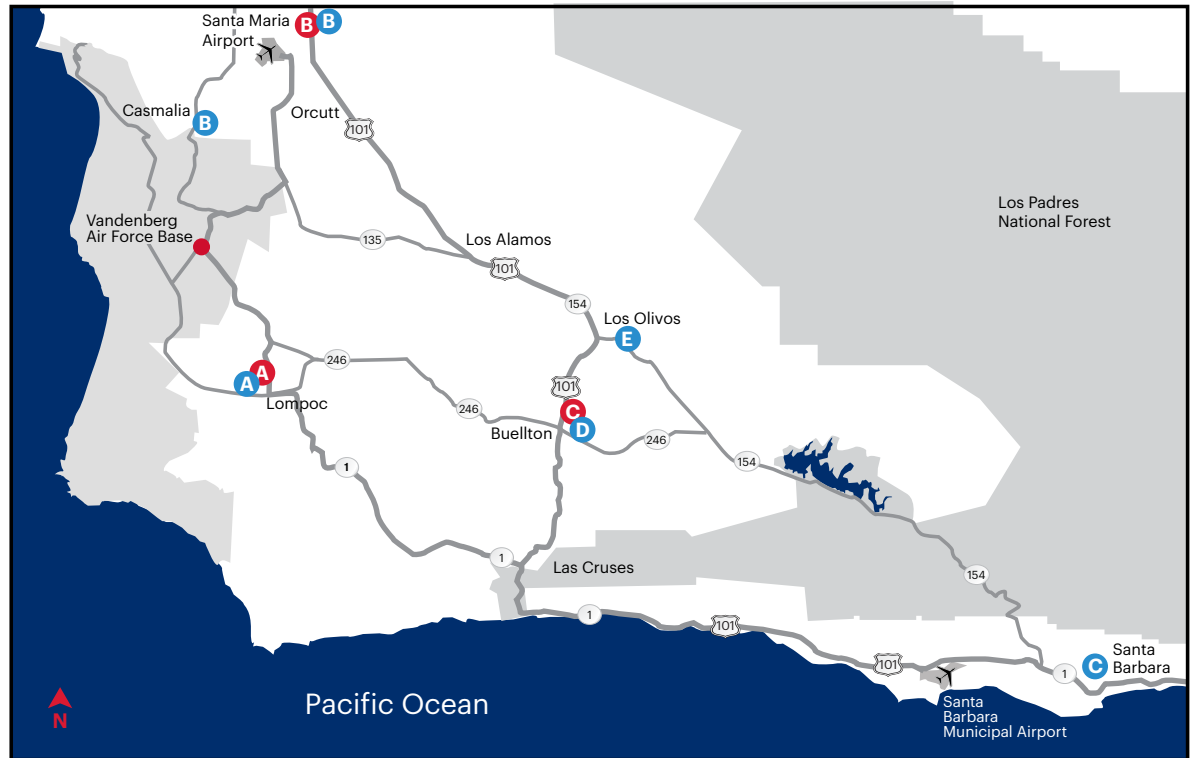 Santa Maria
Airport
B
B
Casmalia
B
Orcutt
101
Vandenberg
Air Force Base
135
Los Alamos
101
Los Padres
National Forest
154
Los Olivos
E
246
A
A
Lompoc
101
C
D
246
Buellton
246
154
1
1
Las Cruses
154
1
101
101
1
C
Santa
Barbara
N
Pacific Ocean
Santa
Barbara
Municipal Airport